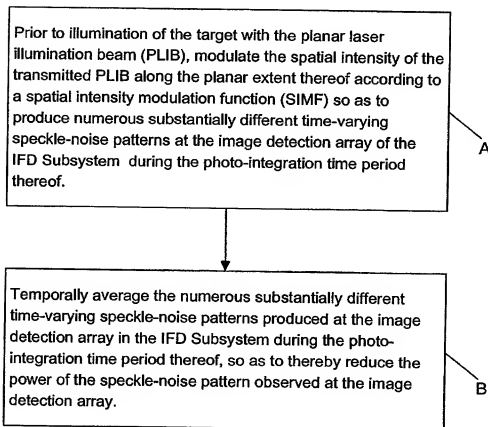 Prior to illumination of the target with the planar laser
illumination beam (PLIB), modulate the spatial intensity of the
transmitted PLIB along the planar extent thereof according to
a spatial intensity modulation function (SIMF) so as to
produce numerous substantially different time-varying
speckle-noise patterns at the image detection array of the
IFD Subsystem during the photo-integration time period
thereof.
A
Temporally average the numerous substantially different
time-varying speckle-noise patterns produced at the image
detection array in the IFD Subsystem during the photo-
integration time period thereof, so as to thereby reduce the
power of the speckle-noise pattern observed at the image
detection array.
B